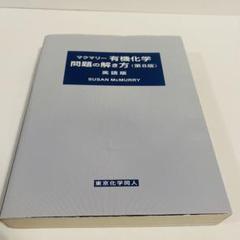 マクマリー 有機化学
問題の解き方 (第8版)
英語版
SUSAN McMURRY
東京化学同人